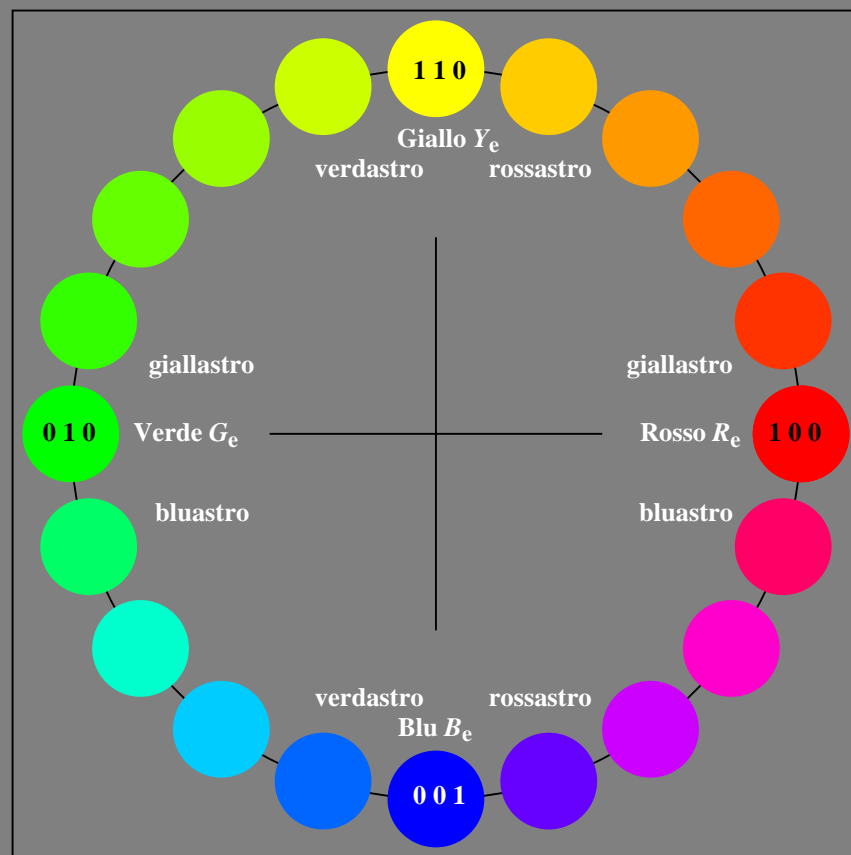 1 1 0
Giallo Ye
verdastro rossastro
giallastro giallastro
0 1 0 Verde Ge Rosso Re 1 0 0
bluastro bluastro
verdastro rossastro
Blu Be
0 0 1